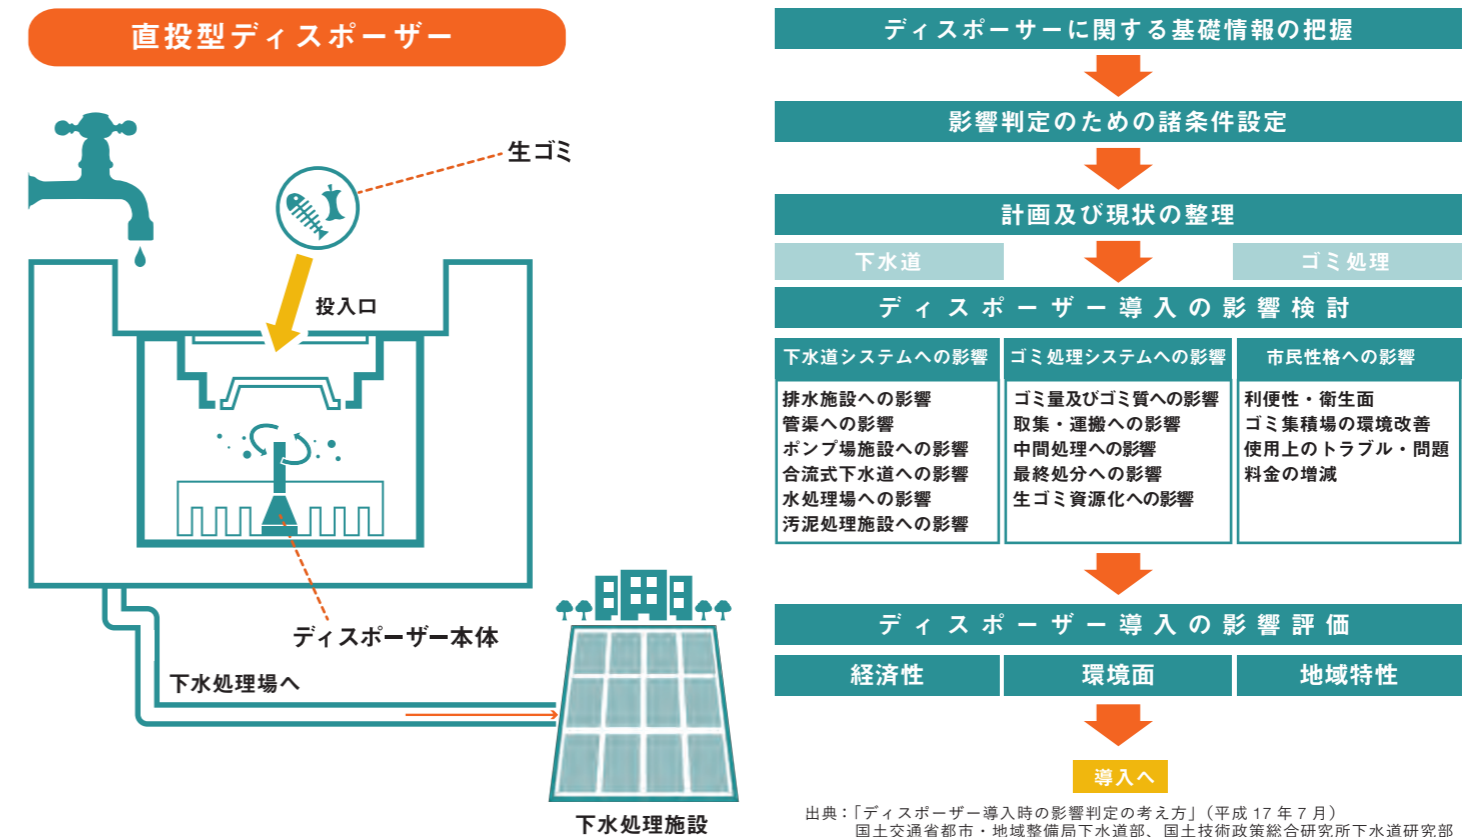 直投型ディスポーザー
生ゴミ
投入口
ディスポーザー本体
下水処理場へ
下水処理施設
ディスポーサーに関する基礎情報の把握
影響判定のための諸条件設定
計画及び現状の整理
下水道
ゴミ処理
ディスポーザー導入の影響検討
下水道システムへの影響
排水施設への影響
管渠への影響
ポンプ場施設への影響
合流式下水道への影響
水処理場への影響
汚泥処理施設への影響
ゴミ処理システムへの影響
ゴミ量及びゴミ質への影響
取集・運搬への影響
中間処理への影響
最終処分への影響
生ゴミ資源化への影響
市民性格への影響
利便性・衛生面
ゴミ集積場の環境改善
使用上のトラブル・問題
料金の増減
ディスポーザー導入の影響評価
経済性
環境面
地域特性
導入へ
出典：「ディスポーザー導入時の影響判定の考え方」（平成 17 年 7 月）
国土交通省都市・地域整備局下水道部、国土技術政策総合研究所下水道研究部